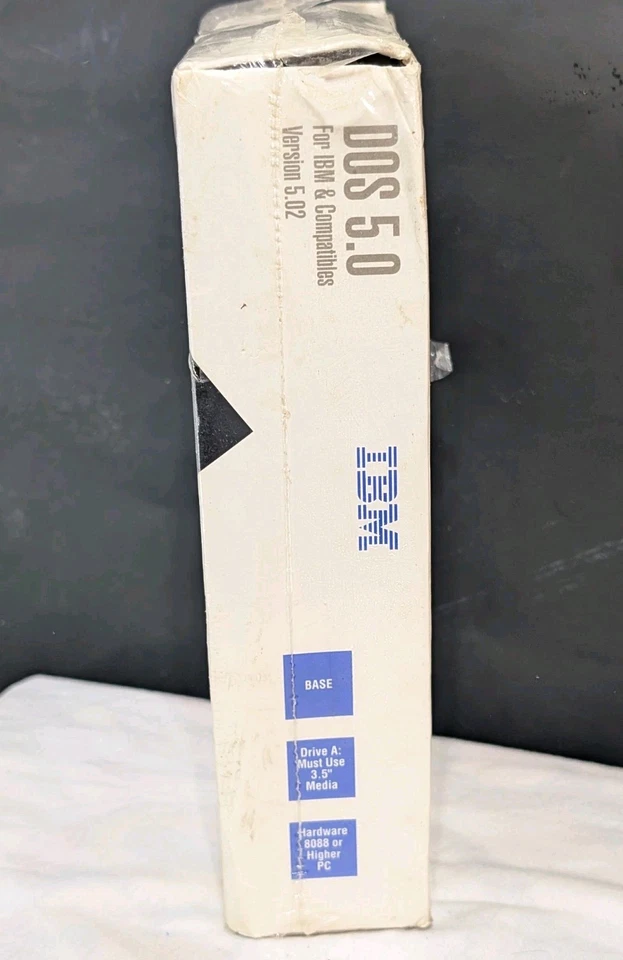 DOS 5.0
For IBM & Compatibles
Version 5.02
IBM
BASE
Drive A:
Must Use
3.5"
Media
Hardware
8088 or
Higher
PC